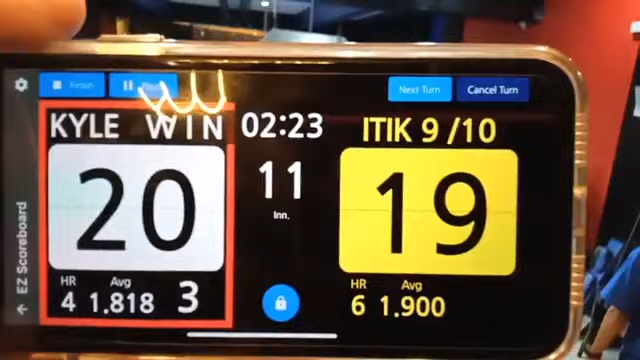 Finish
Next Turn
Cancel Turn
KYLE WIN
02:23
ITIK 9 /10
20
11
Inn.
19
HR
4
Avg
1.818
3
HR
6
Avg
1.900
EZ Scoreboard